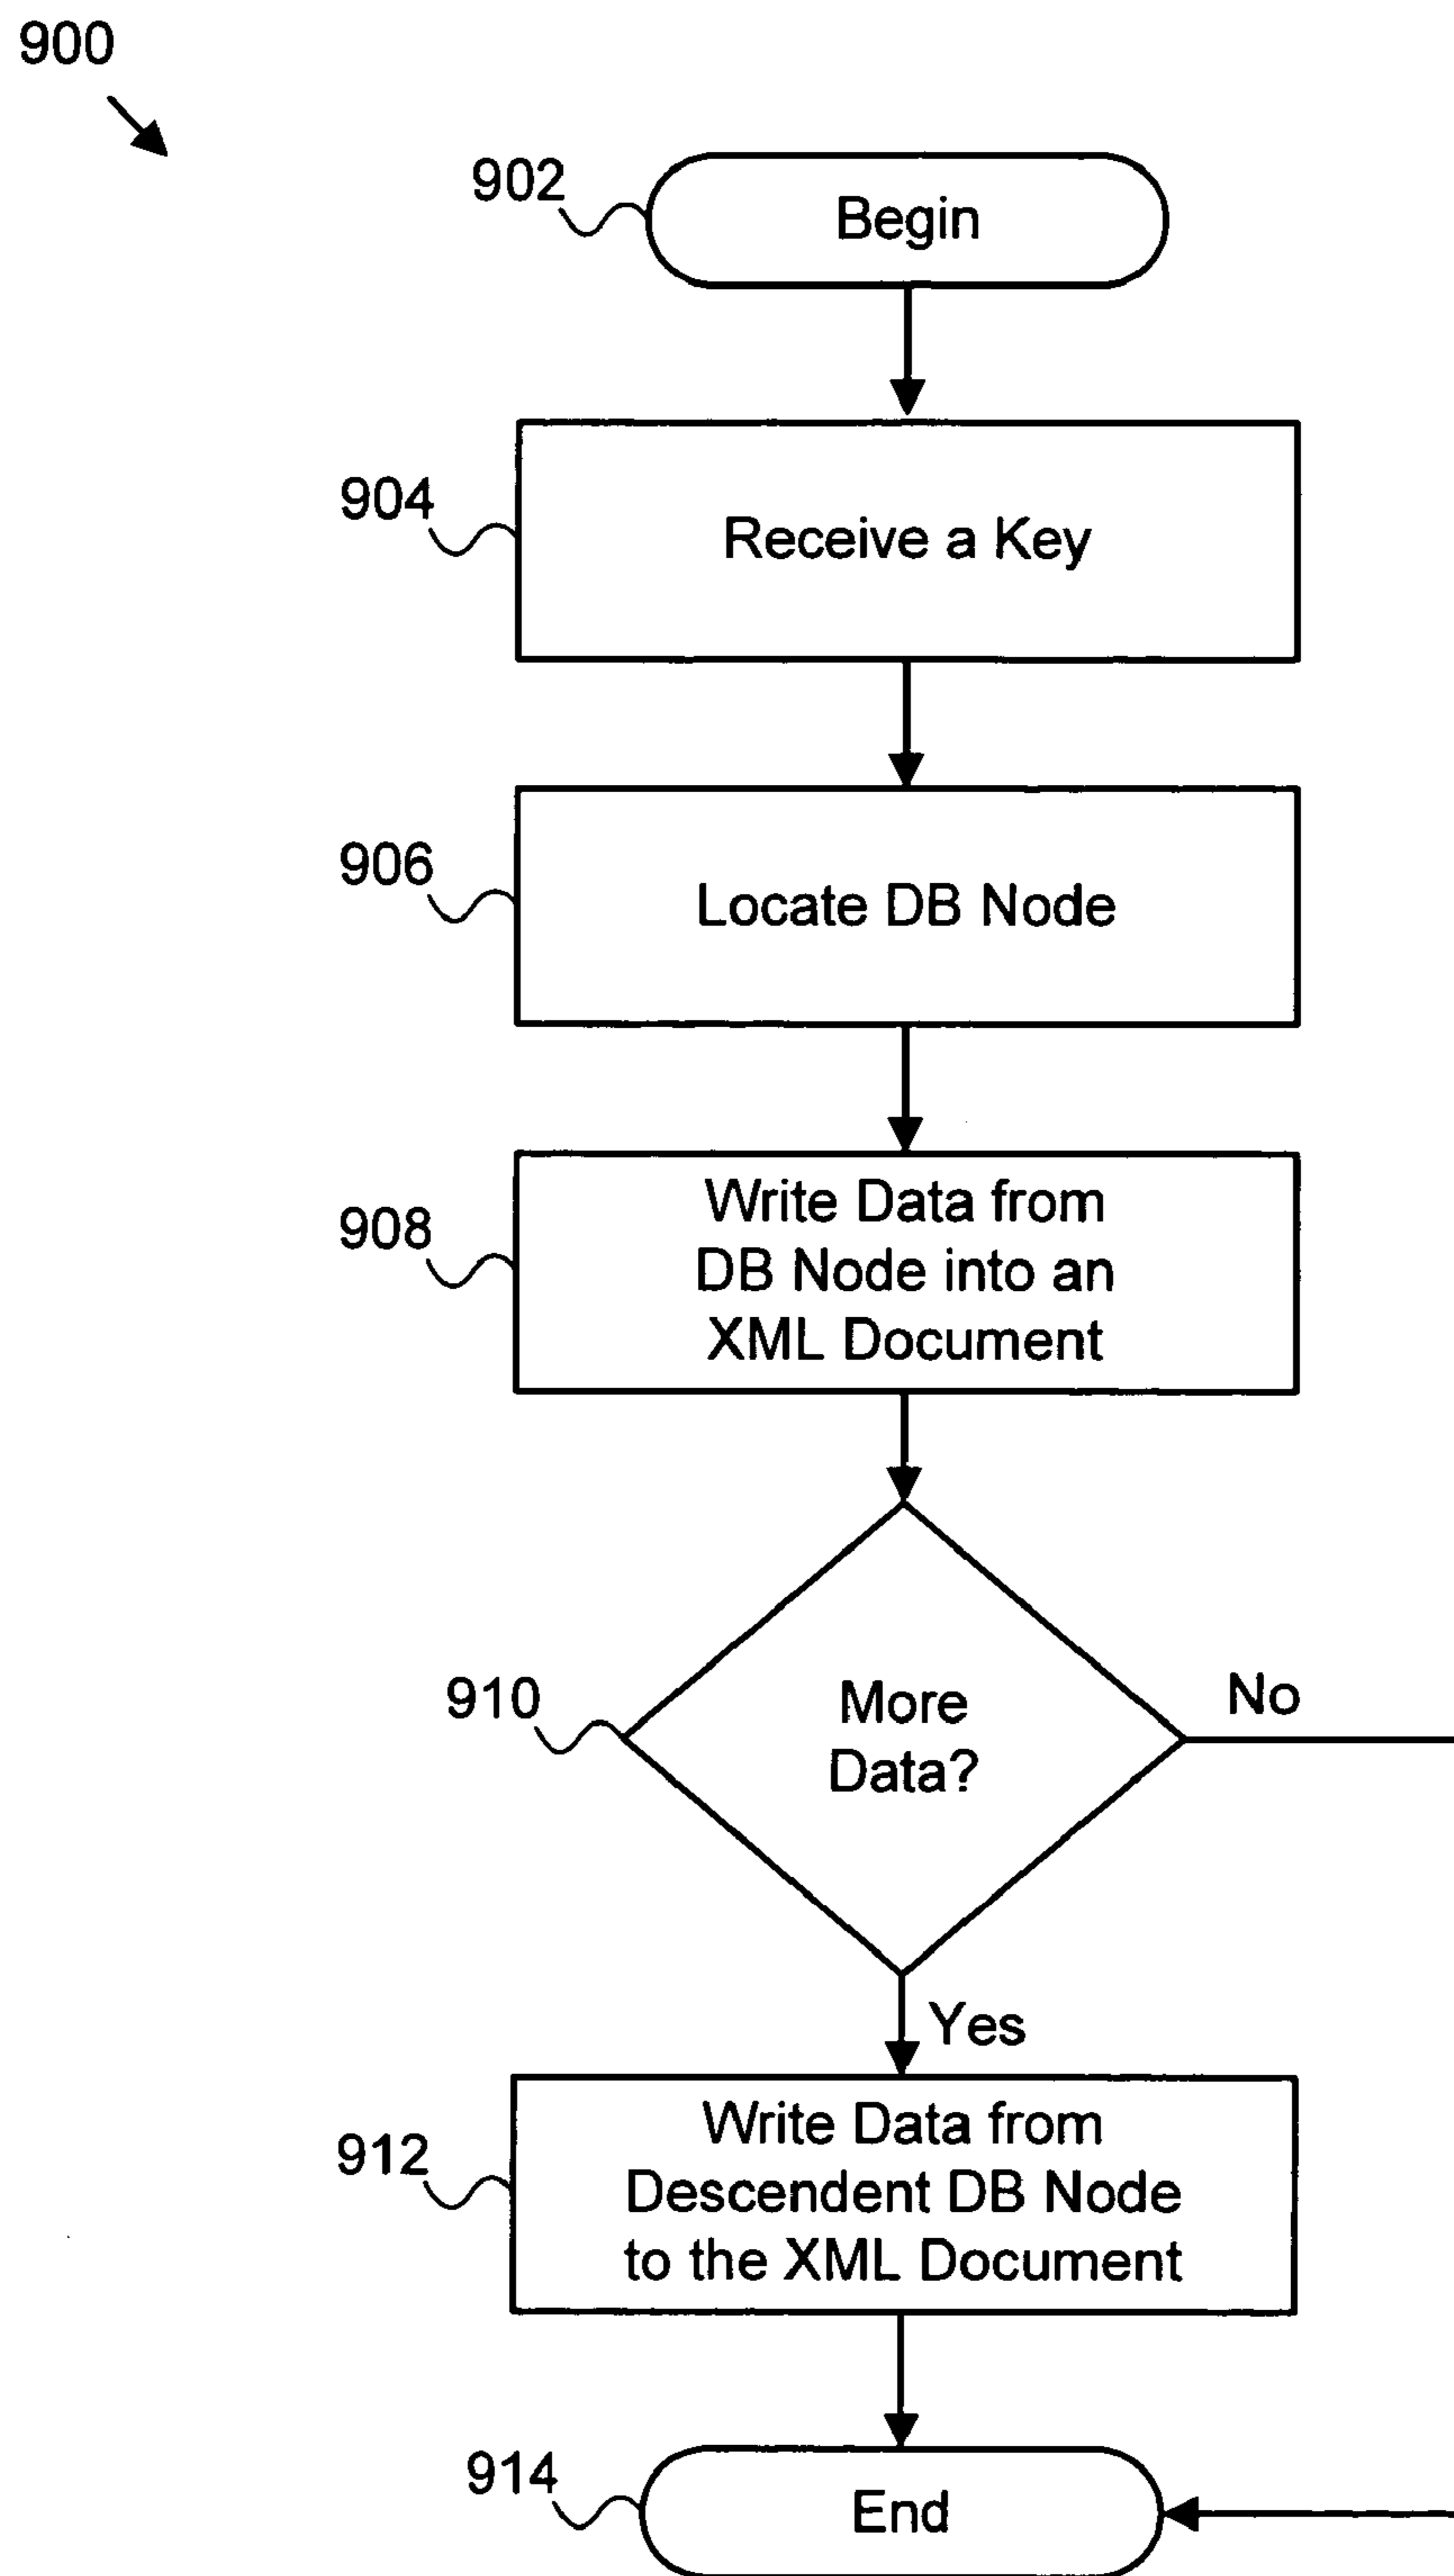 900
902
Begin
904
Receive a Key
906
Locate DB Node
908
Write Data from
DB Node into an
XML Document
910
More
Data?
No
Yes
912
Write Data from
Descendent DB Node
to the XML Document
914
End